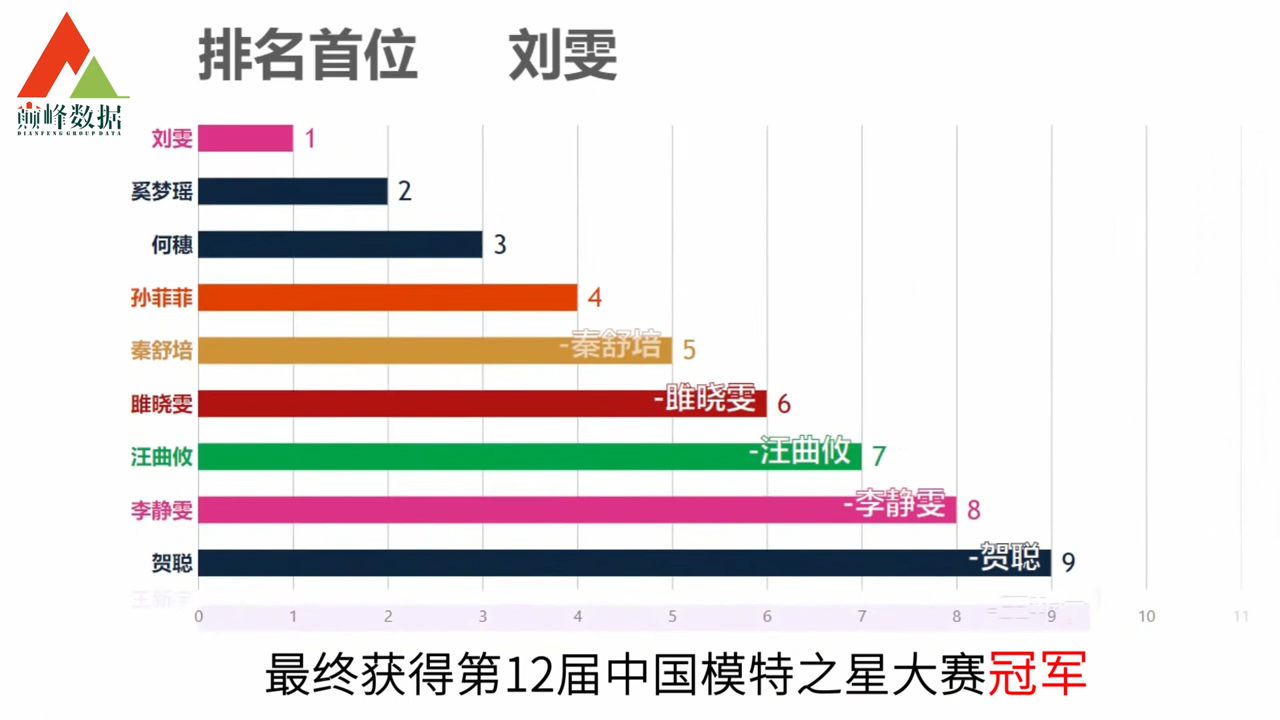 排名首位 刘雯
巅峰数据
DIANFENG GROUP DATA
刘雯 1
奚梦瑶 2
何穗 3
孙菲菲 4
秦舒培 -秦舒培 5
雎晓雯 -雎晓雯 6
汪曲攸 -汪曲攸 7
李静雯 -李静雯 8
贺聪 -贺聪 9
0 1 2 3 4 5 6 7 8 9 10 11
最终获得第12届中国模特之星大赛冠军